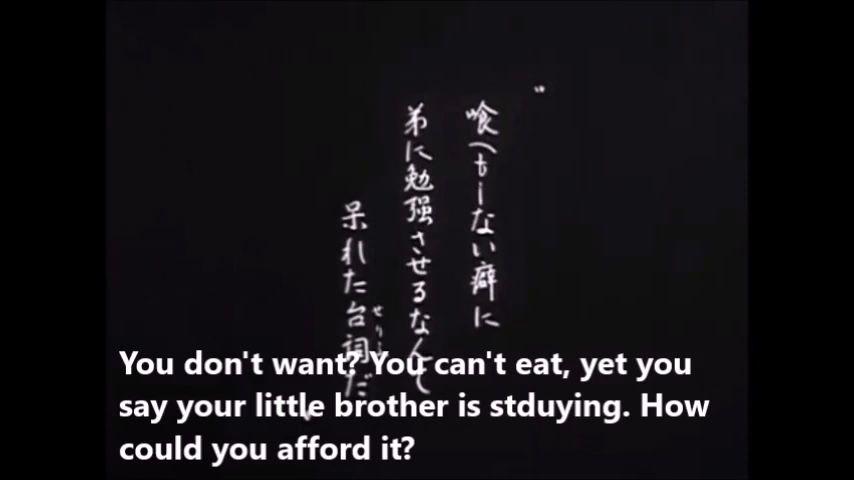 〝喰へもしない癖に
弟に勉強させるなんて
呆れた台詞だ
You don't want? You can't eat, yet you
say your little brother is stduying. How
could you afford it?